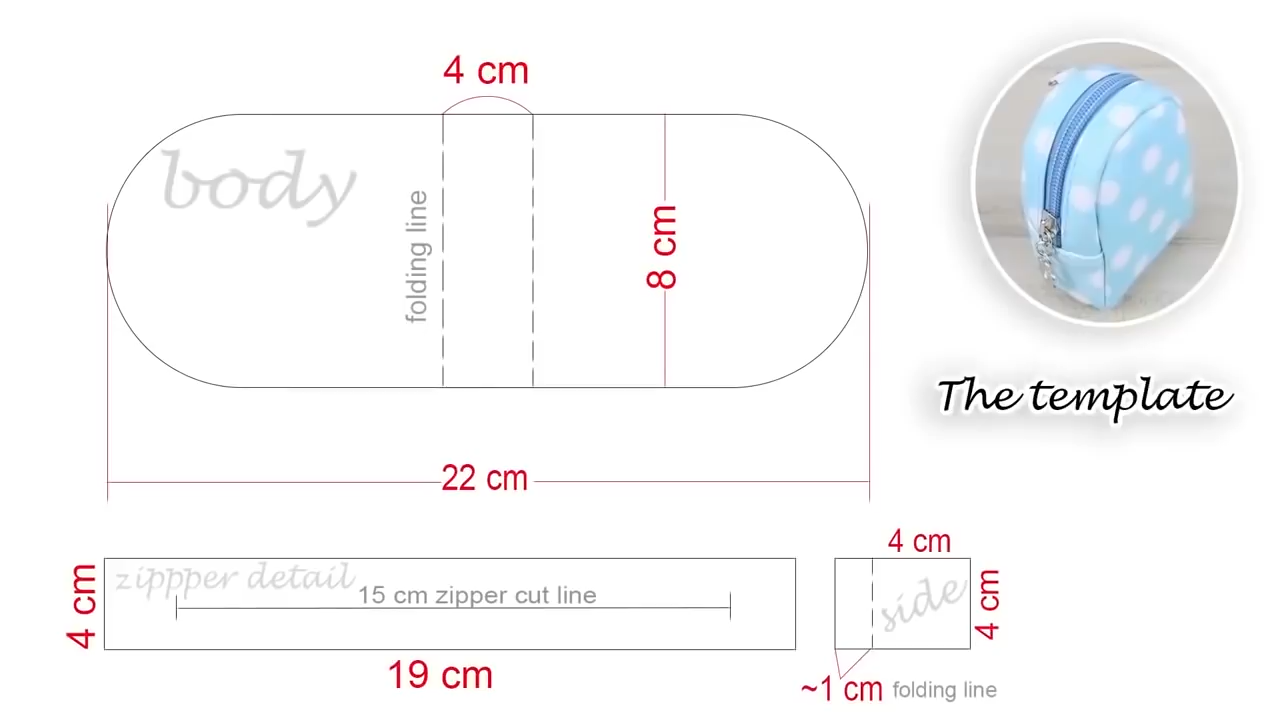 4 cm
body
folding line
8 cm
The template
22 cm
4 cm
zippper detail
15 cm zipper cut line
19 cm
4 cm
side
4 cm
~1 cm folding line